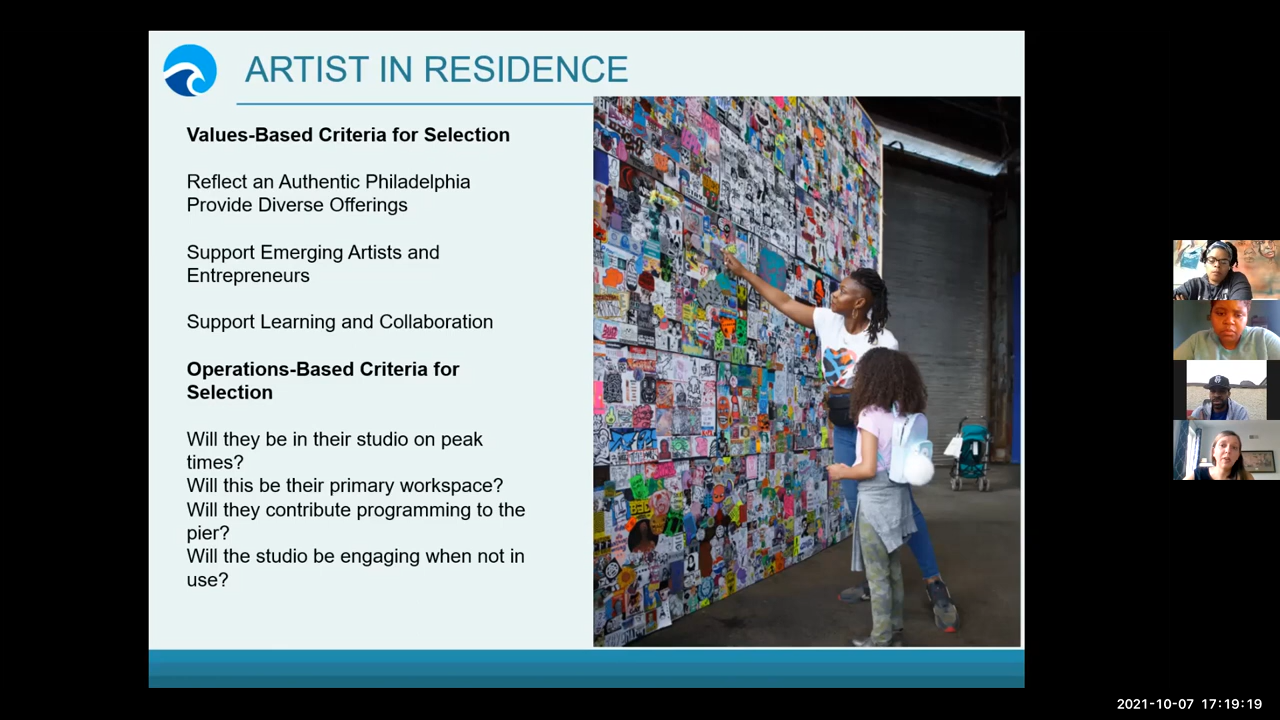 ARTIST IN RESIDENCE
Values-Based Criteria for Selection
Reflect an Authentic Philadelphia
Provide Diverse Offerings
Support Emerging Artists and
Entrepreneurs
Support Learning and Collaboration
Operations-Based Criteria for
Selection
Will they be in their studio on peak
times?
Will this be their primary workspace?
Will they contribute programming to the
pier?
Will the studio be engaging when not in
use?
2021-10-07 17:19:19